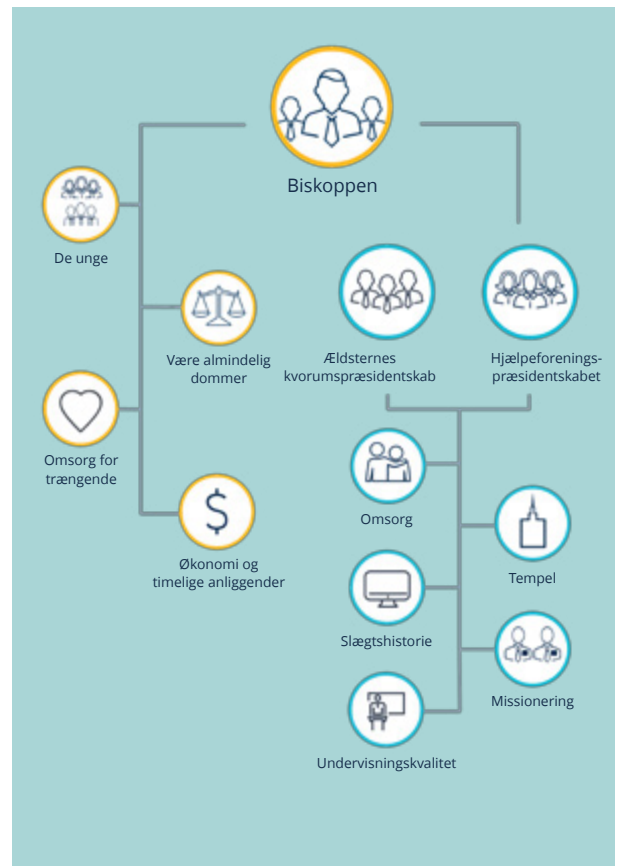 Biskoppen
De unge
Være almindelig
dommer
Omsorg for
trængende
$
Økonomi og
timelige anliggender
Ældsternes
kvorumspræsidentskab
Hjælpeforenings-
præsidentskabet
Omsorg
Tempel
Slægtshistorie
Missionering
Undervisningskvalitet